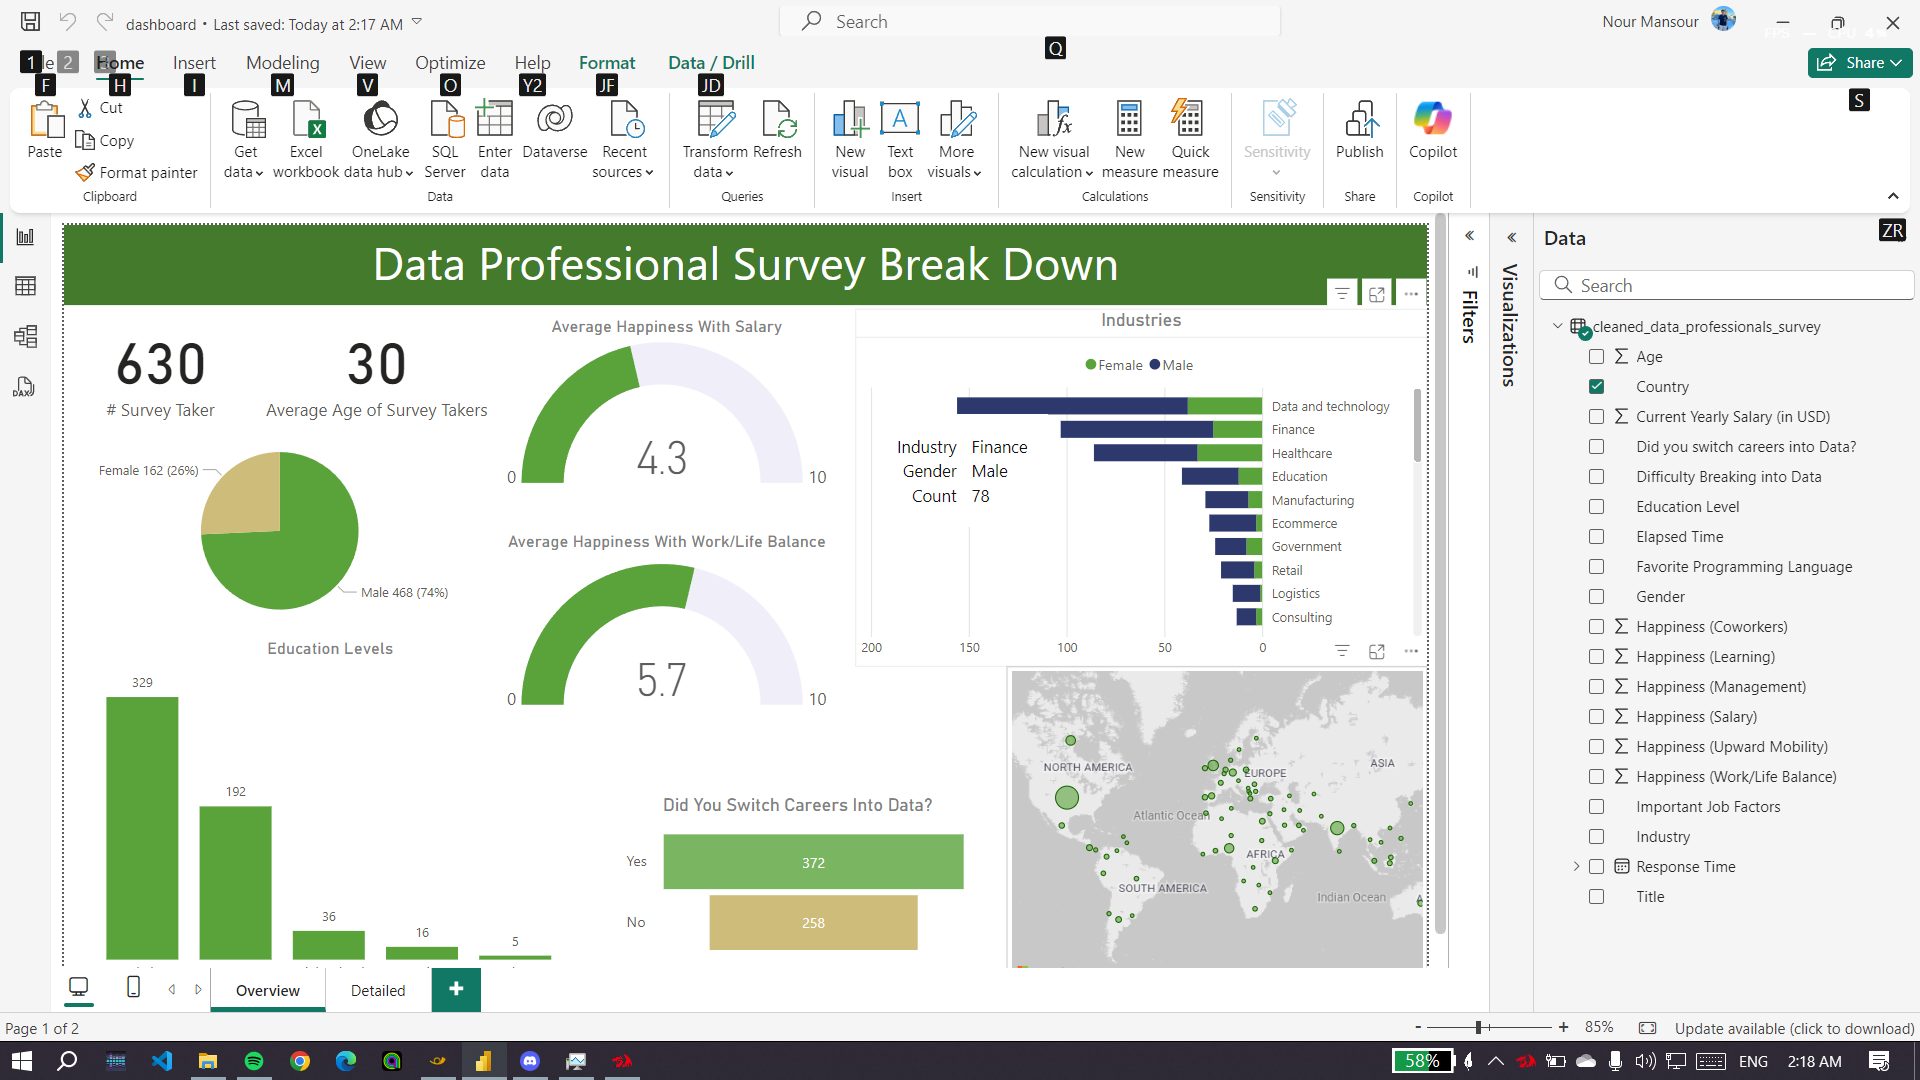 dashboard • Last saved: Today at 2:17 AM
Search
Nour Mansour
1
2
Home
Insert
Modeling
View
Optimize
Help
Format
Data / Drill
Share
Q
F
H
I
M
V
O
Y2
JF
JD
S
Paste
Cut
Copy
Format painter
Clipboard
Get
data
Excel
workbook
OneLake
data hub
SQL
Server
Enter
data
Dataverse
Recent
sources
Data
Transform
data
Refresh
Queries
New
visual
Text
box
More
visuals
Insert
New visual
calculation
New
measure
Quick
measure
Calculations
Sensitivity
Sensitivity
Publish
Share
Copilot
Copilot
ZR
DAX
Data Professional Survey Break Down
630
# Survey Taker
30
Average Age of Survey Takers
Female 162 (26%)
Male 468 (74%)
Average Happiness With Salary
4.3
0
10
Average Happiness With Work/Life Balance
5.7
0
10
Industries
Female Male
Data and technology
Finance
Healthcare
Education
Manufacturing
Ecommerce
Government
Retail
Logistics
Consulting
200 150 100 50 0
Industry Finance
Gender Male
Count 78
Education Levels
329
192
36
16
5
Did You Switch Careers Into Data?
Yes 372
No 258
NORTH AMERICA
EUROPE
ASIA
Atlantic Ocean
AFRICA
SOUTH AMERICA
Indian Ocean
Filters
Visualizations
Data
Search
cleaned_data_professionals_survey
Age
Country
Current Yearly Salary (in USD)
Did you switch careers into Data?
Difficulty Breaking into Data
Education Level
Elapsed Time
Favorite Programming Language
Gender
Happiness (Coworkers)
Happiness (Learning)
Happiness (Management)
Happiness (Salary)
Happiness (Upward Mobility)
Happiness (Work/Life Balance)
Important Job Factors
Industry
Response Time
Title
Overview
Detailed
Page 1 of 2
85%
Update available (click to download)
58%
ENG
2:18 AM